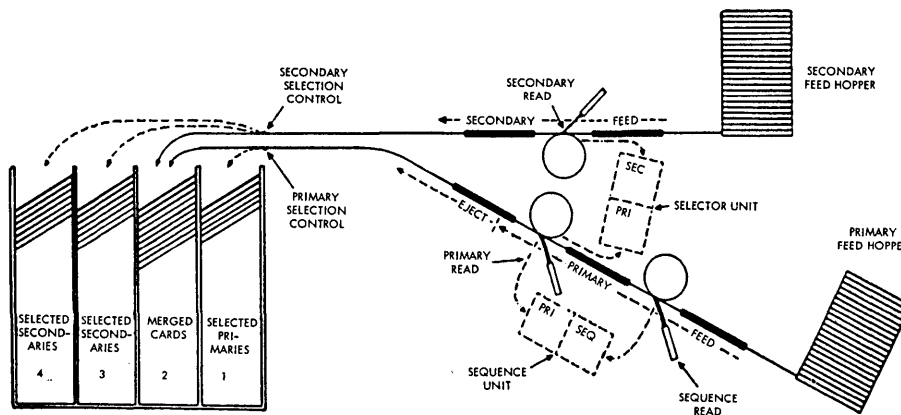 SECONDARY
SELECTION
CONTROL
SECONDARY
READ
SECONDARY
FEED HOPPER
SECONDARY
FEED
SEC
PRI
SELECTOR UNIT
PRIMARY
SELECTION
CONTROL
EJECT
PRIMARY
READ
PRIMARY
FEED
PRIMARY
FEED HOPPER
PRI
SEQ
SEQUENCE
UNIT
SEQUENCE
READ
SELECTED
SECOND-
ARIES
4
SELECTED
SECOND-
ARIES
3
MERGED
CARDS
2
SELECTED
PRI-
MARIES
1